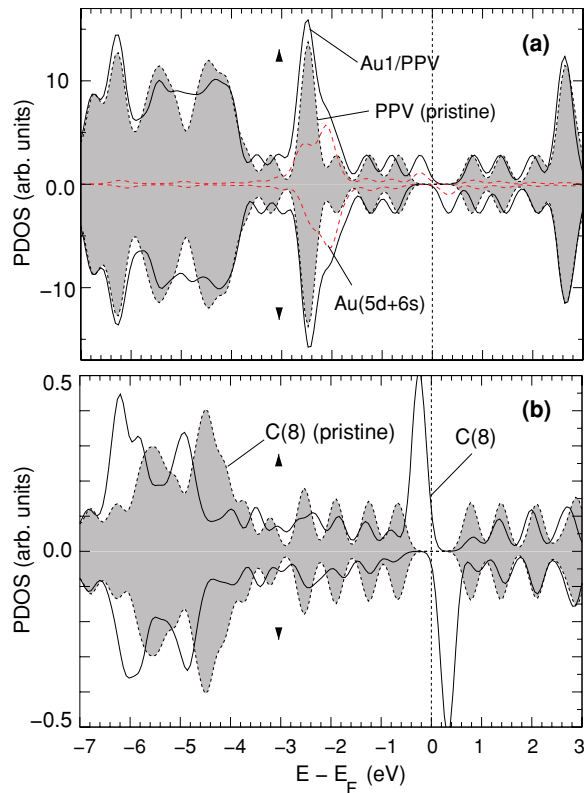 (a)
Au1/PPV
PPV (pristine)
Au(5d+6s)
PDOS (arb. units)
10
0.0
−10
(b)
C(8) (pristine)
C(8)
PDOS (arb. units)
0.5
0.0
-0.5
−7 −6 −5 −4 −3 −2 −1 0 1 2 3
E − E_F (eV)